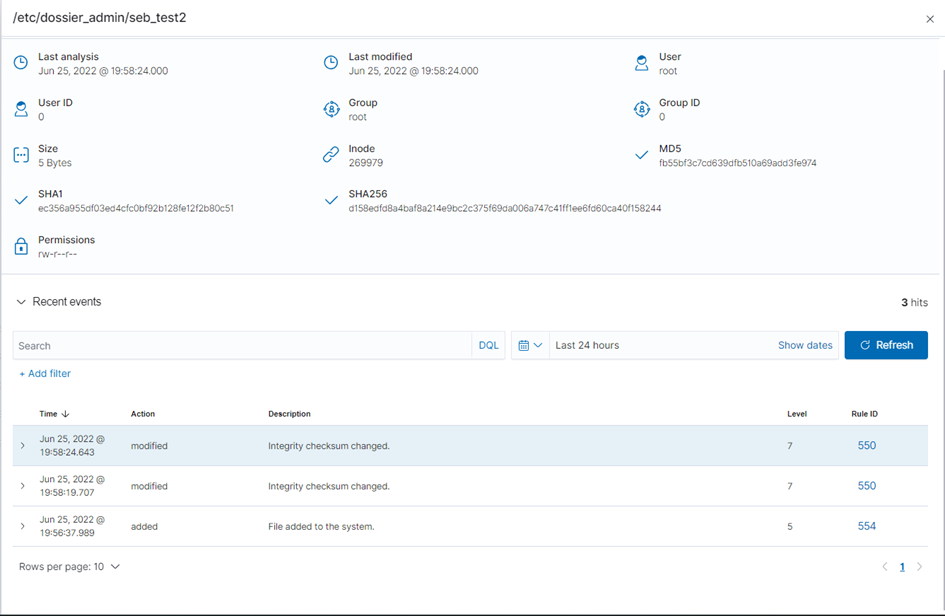 /etc/dossier_admin/seb_test2
Last analysis
Jun 25, 2022 @ 19:58:24.000
Last modified
Jun 25, 2022 @ 19:58:24.000
User
root
User ID
0
Group
root
Group ID
0
Size
5 Bytes
Inode
269979
MD5
fb55bf3c7cd639dfb510a69add3fe974
SHA1
ec356a955df03ed4cfc0bf92b128fe12f2b80c51
SHA256
d158edfd8a4baf8a214e9bc2c375f69da006a747c41ff1ee6fd60ca40f158244
Permissions
rw-r--r--
Recent events
3 hits
Search
DQL
Last 24 hours
Show dates
Refresh
+ Add filter
Time Action Description Level Rule ID
Jun 25, 2022 @
19:58:24.643
modified Integrity checksum changed. 7 550
Jun 25, 2022 @
19:58:19.707
modified Integrity checksum changed. 7 550
Jun 25, 2022 @
19:56:37.989
added File added to the system. 5 554
Rows per page: 10
1